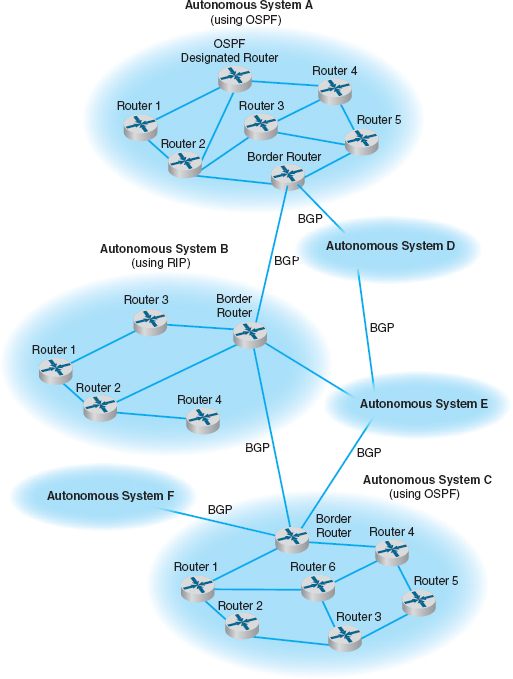 Autonomous System A
(using OSPF)
OSPF
Designated Router
Router 4
Router 1
Router 3
Router 5
Router 2
Border Router
BGP
Autonomous System D
Autonomous System B
(using RIP)
BGP
Router 3
Border
Router
BGP
Router 1
Router 2
Router 4
Autonomous System E
BGP
BGP
Autonomous System C
(using OSPF)
Autonomous System F
BGP
Border
Router
Router 4
Router 1
Router 6
Router 5
Router 2
Router 3